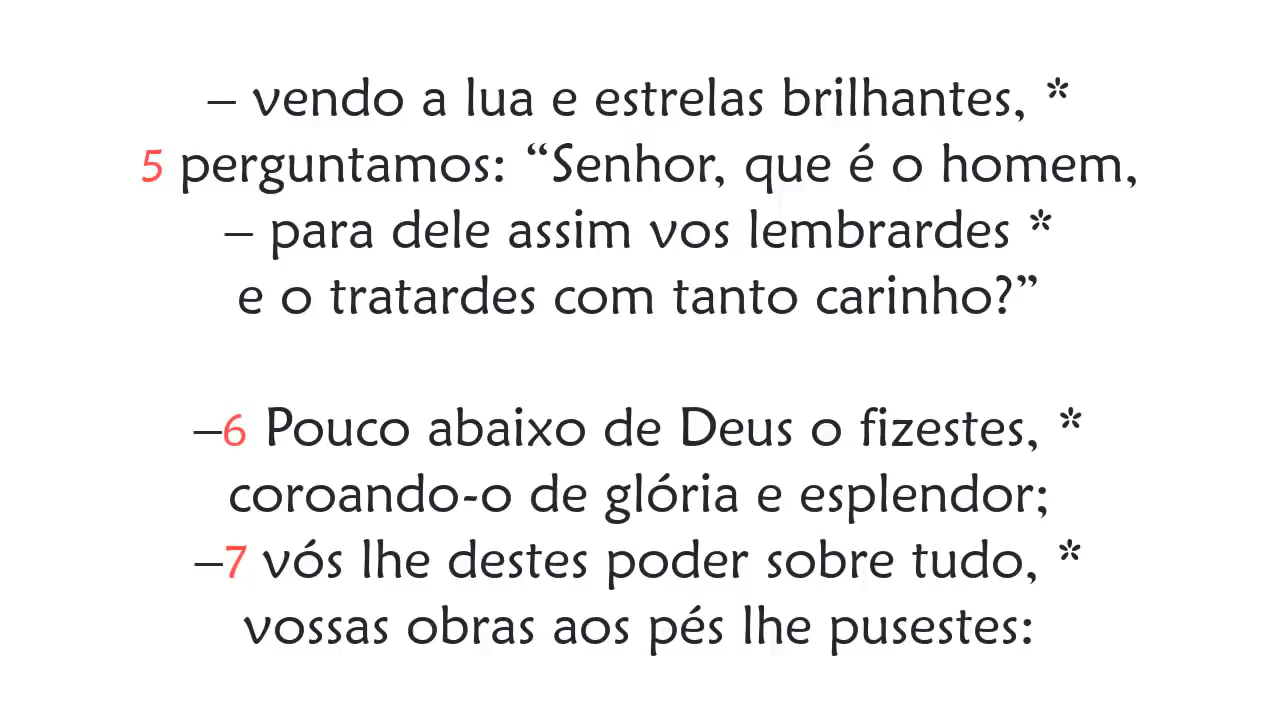 – vendo a lua e estrelas brilhantes, *
5 perguntamos: “Senhor, que é o homem,
– para dele assim vos lembrardes *
e o tratardes com tanto carinho?”
–6 Pouco abaixo de Deus o fizestes, *
coroando-o de glória e esplendor;
–7 vós lhe destes poder sobre tudo, *
vossas obras aos pés lhe pusestes: